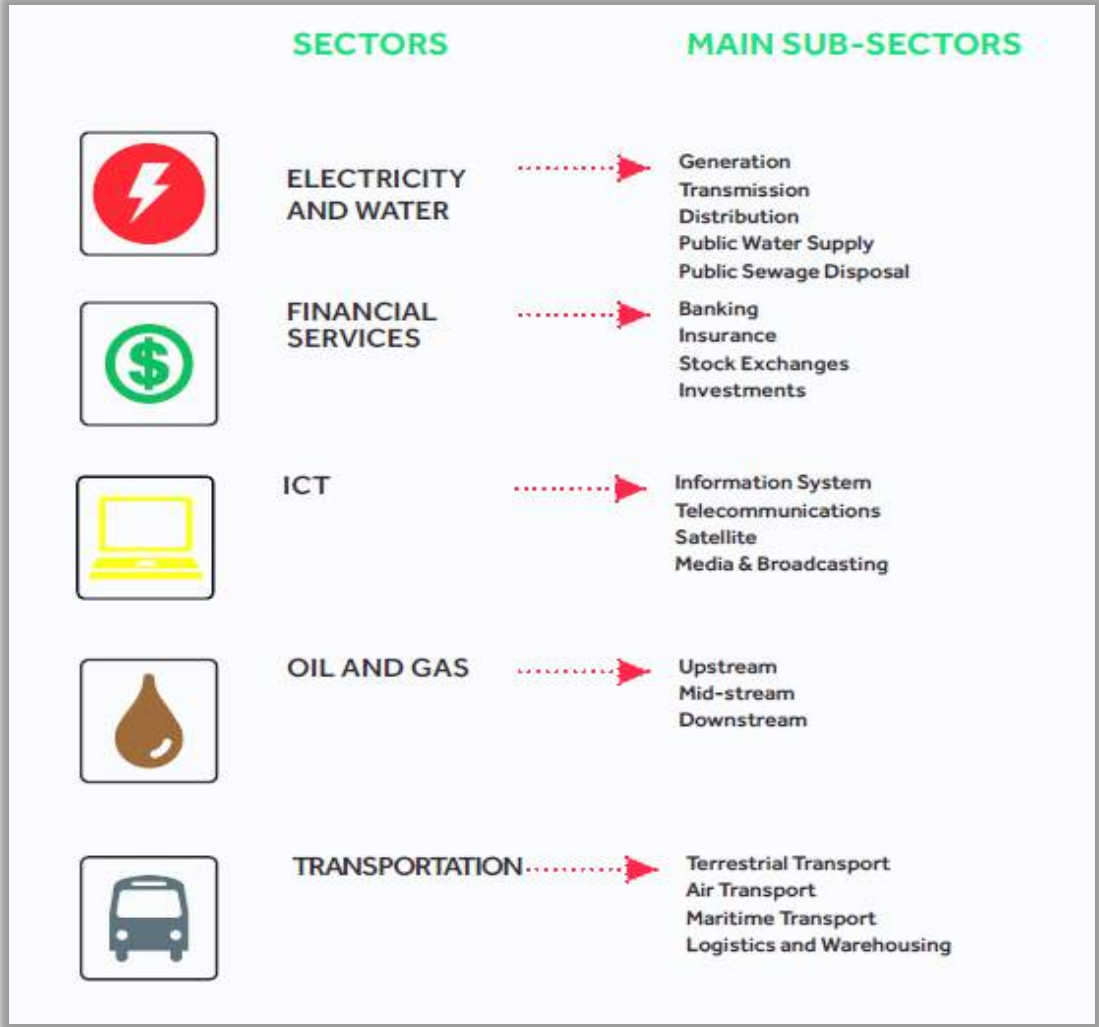 SECTORS
MAIN SUB-SECTORS
ELECTRICITY
AND WATER
Generation
Transmission
Distribution
Public Water Supply
Public Sewage Disposal
FINANCIAL
SERVICES
Banking
Insurance
Stock Exchanges
Investments
ICT
Information System
Telecommunications
Satellite
Media & Broadcasting
OIL AND GAS
Upstream
Mid-stream
Downstream
TRANSPORTATION
Terrestrial Transport
Air Transport
Maritime Transport
Logistics and Warehousing
$